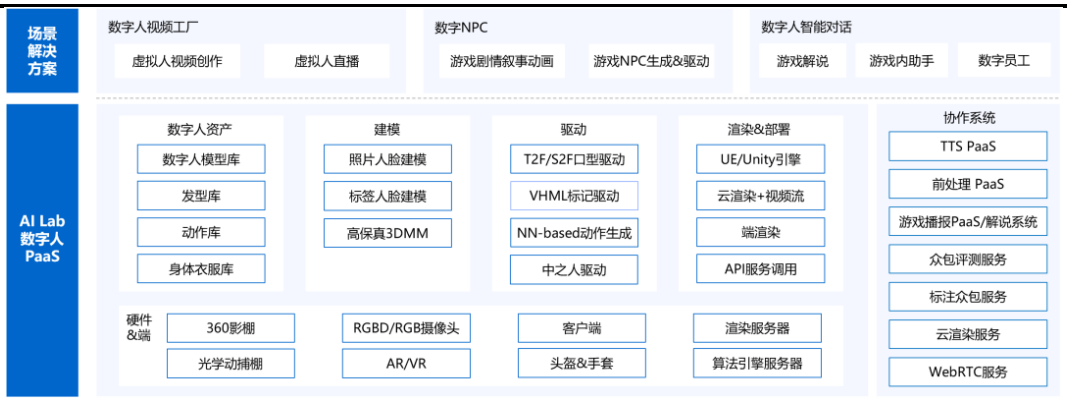 场景
解决
方案
数字人视频工厂
虚拟人视频创作
虚拟人直播
数字NPC
游戏剧情叙事动画
游戏NPC生成&驱动
数字人智能对话
游戏解说
游戏内助手
数字员工
AI Lab
数字人
PaaS
数字人资产
数字人模型库
发型库
动作库
身体衣服库
建模
照片人脸建模
标签人脸建模
高保真3DMM
驱动
T2F/S2F口型驱动
VHML标记驱动
NN-based动作生成
中之人驱动
渲染&部署
UE/Unity引擎
云渲染+视频流
端渲染
API服务调用
硬件
&端
360影棚
RGBD/RGB摄像头
客户端
渲染服务器
光学动捕棚
AR/VR
头盔&手套
算法引擎服务器
协作系统
TTS PaaS
前处理 PaaS
游戏播报PaaS/解说系统
众包评测服务
标注众包服务
云渲染服务
WebRTC服务